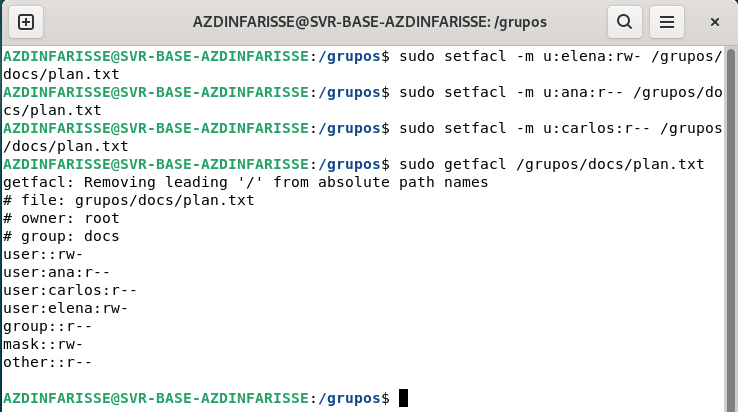 AZDINFARISSE@SVR-BASE-AZDINFARISSE: /grupos
AZDINFARISSE@SVR-BASE-AZDINFARISSE:/grupos$ sudo setfacl -m u:elena:rw- /grupos/
docs/plan.txt
AZDINFARISSE@SVR-BASE-AZDINFARISSE:/grupos$ sudo setfacl -m u:ana:r-- /grupos/do
cs/plan.txt
AZDINFARISSE@SVR-BASE-AZDINFARISSE:/grupos$ sudo setfacl -m u:carlos:r-- /grupos
/docs/plan.txt
AZDINFARISSE@SVR-BASE-AZDINFARISSE:/grupos$ sudo getfacl /grupos/docs/plan.txt
getfacl: Removing leading '/' from absolute path names
# file: grupos/docs/plan.txt
# owner: root
# group: docs
user::rw-
user:ana:r--
user:carlos:r--
user:elena:rw-
group::r--
mask::rw-
other::r--
AZDINFARISSE@SVR-BASE-AZDINFARISSE:/grupos$